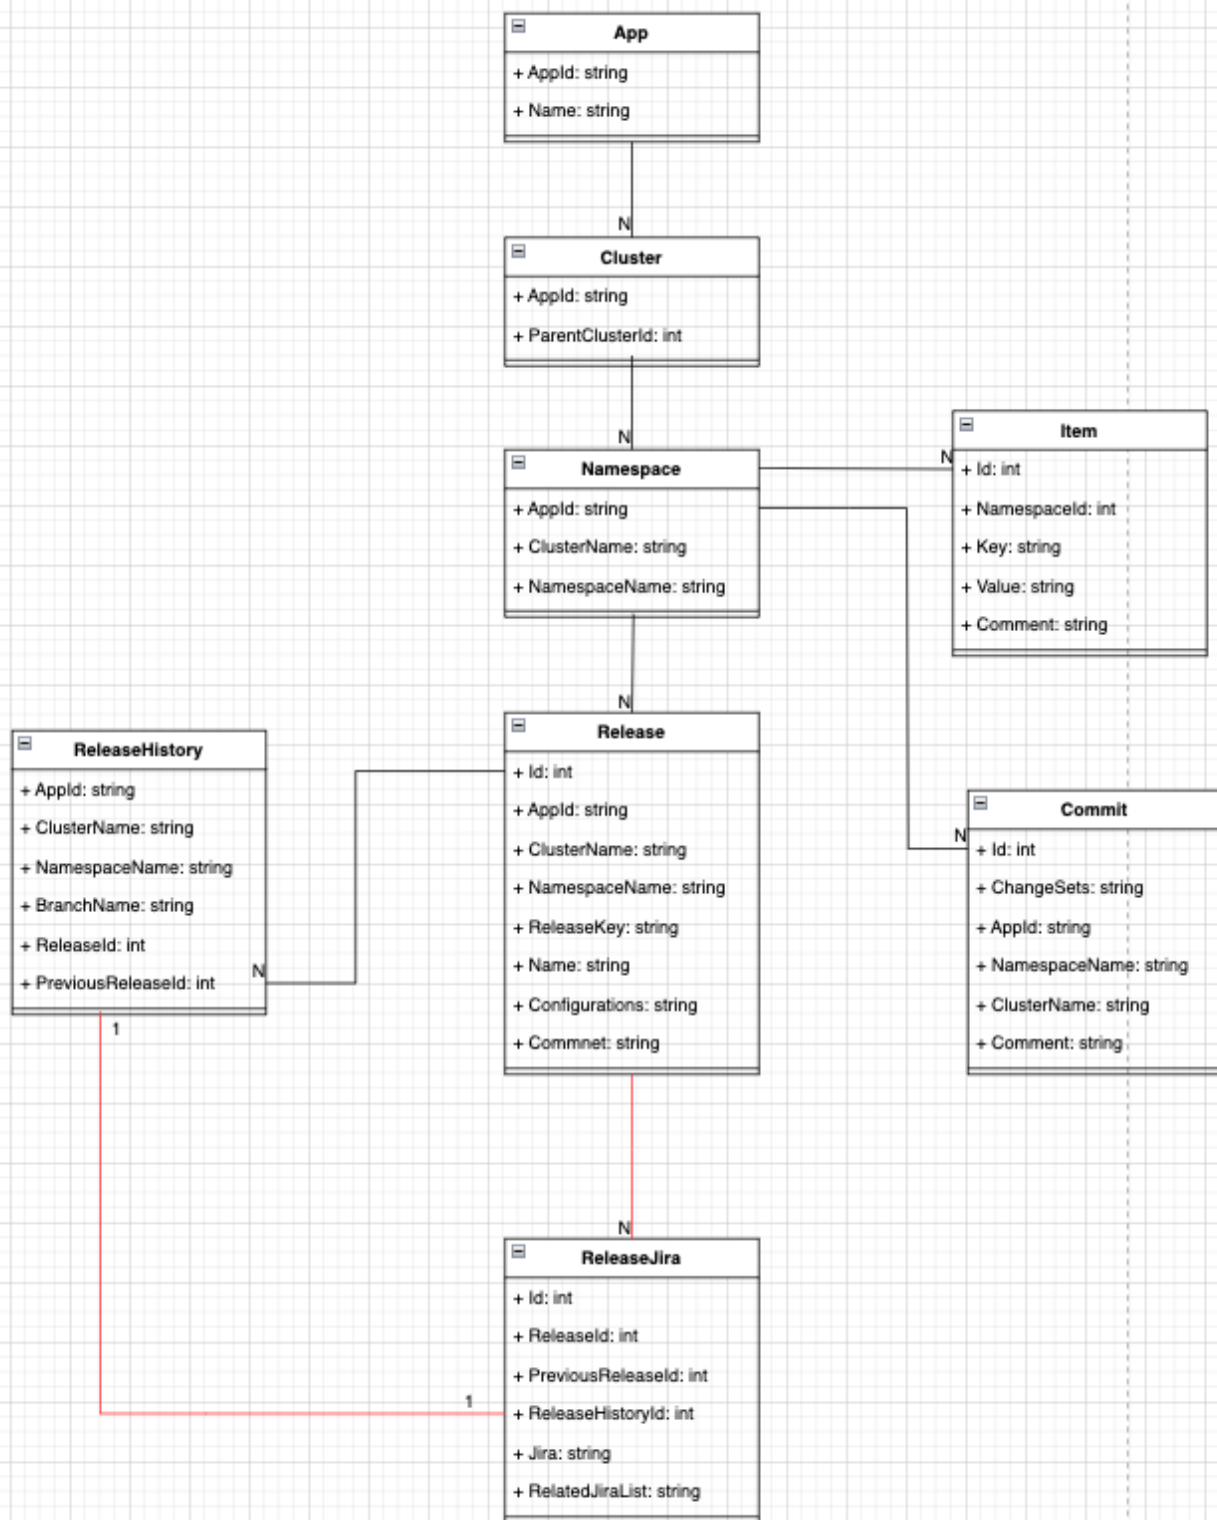 App
+ AppId: string
+ Name: string
N
Cluster
+ AppId: string
+ ParentClusterId: int
N
Namespace
+ AppId: string
+ ClusterName: string
+ NamespaceName: string
N
Item
+ Id: int
+ NamespaceId: int
+ Key: string
+ Value: string
+ Comment: string
N
Release
+ Id: int
+ AppId: string
+ ClusterName: string
+ NamespaceName: string
+ ReleaseKey: string
+ Name: string
+ Configurations: string
+ Commnet: string
ReleaseHistory
+ AppId: string
+ ClusterName: string
+ NamespaceName: string
+ BranchName: string
+ ReleaseId: int
+ PreviousReleaseId: int
N
1
N
Commit
+ Id: int
+ ChangeSets: string
+ AppId: string
+ NamespaceName: string
+ ClusterName: string
+ Comment: string
N
ReleaseJira
+ Id: int
+ ReleaseId: int
+ PreviousReleaseId: int
1
+ ReleaseHistoryId: int
+ Jira: string
+ RelatedJiraList: string